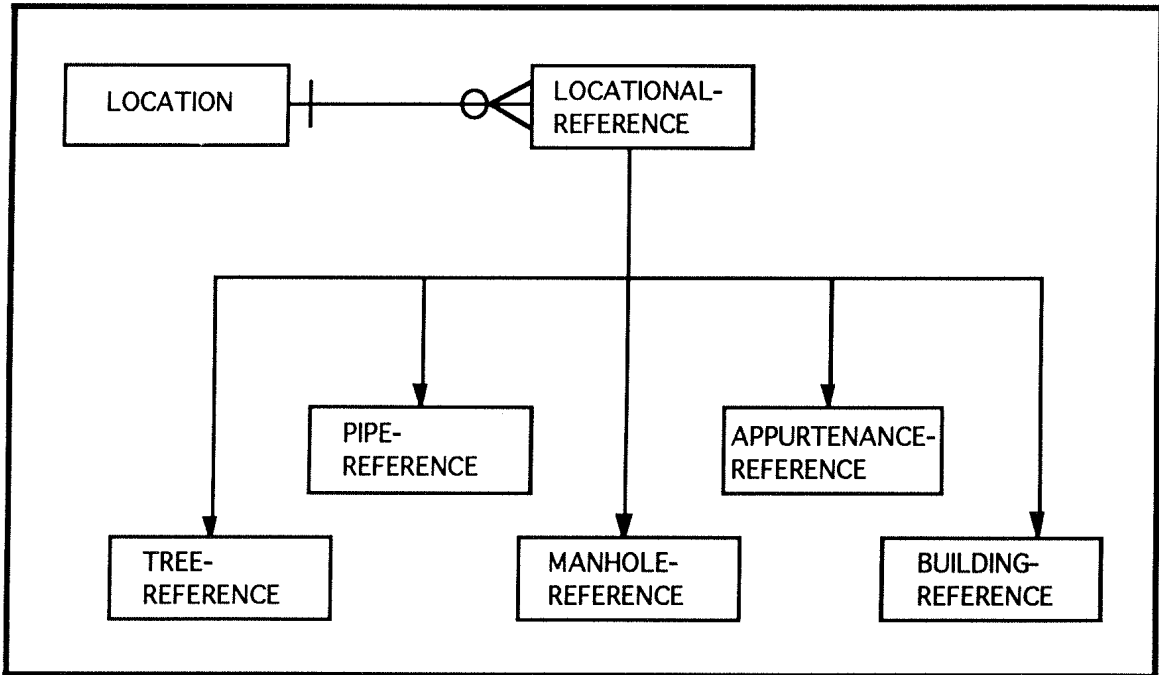 LOCATION
LOCATIONAL-
REFERENCE
PIPE-
REFERENCE
APPURTENANCE-
REFERENCE
TREE-
REFERENCE
MANHOLE-
REFERENCE
BUILDING-
REFERENCE